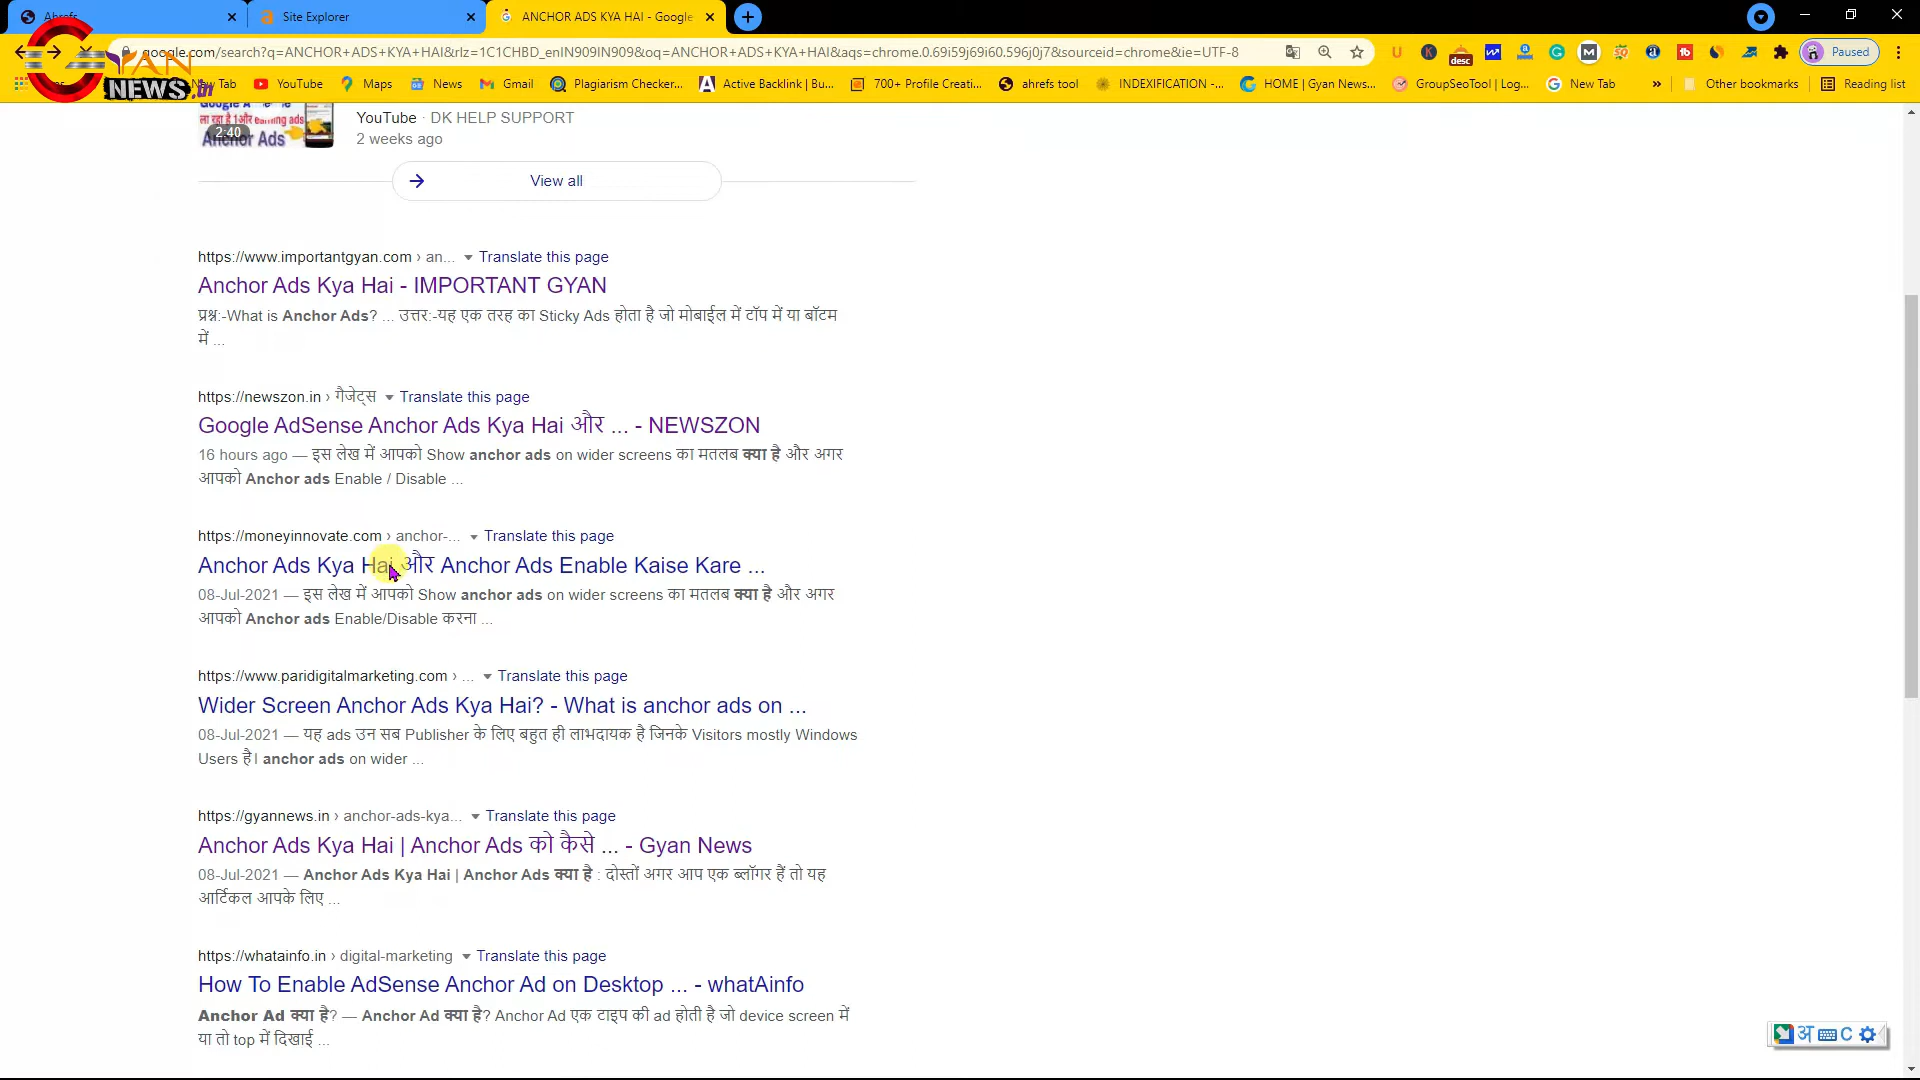 Ahrefs
Site Explorer
ANCHOR ADS KYA HAI - Google
google.com/search?q=ANCHOR+ADS+KYA+HAI&rlz=1C1CHBD_enIN909IN909&oq=ANCHOR+ADS+KYA+HAI&aqs=chrome.0.69i59j69i60.596j0j7&sourceid=chrome&ie=UTF-8
desc
Paused
GYAN
NEWS.in
New Tab
YouTube
Maps
News
Gmail
Plagiarism Checker...
Active Backlink | Bu...
700+ Profile Creati...
ahrefs tool
INDEXIFICATION -...
HOME | Gyan News...
GroupSeoTool | Log...
New Tab
»
Other bookmarks
Reading list
ला रहा है 1और earning ads
2:40
Anchor Ads
YouTube · DK HELP SUPPORT
2 weeks ago
View all
https://www.importantgyan.com › an... Translate this page
Anchor Ads Kya Hai - IMPORTANT GYAN
प्रश्न:-What is Anchor Ads? ... उत्तर:-यह एक तरह का Sticky Ads होता है जो मोबाईल में टॉप में या बॉटम
में ...
https://newszon.in › गैजेट्स Translate this page
Google AdSense Anchor Ads Kya Hai और ... - NEWSZON
16 hours ago — इस लेख में आपको Show anchor ads on wider screens का मतलब क्या है और अगर
आपको Anchor ads Enable / Disable ...
https://moneyinnovate.com › anchor-... Translate this page
Anchor Ads Kya Hai और Anchor Ads Enable Kaise Kare ...
08-Jul-2021 — इस लेख में आपको Show anchor ads on wider screens का मतलब क्या है और अगर
आपको Anchor ads Enable/Disable करना ...
https://www.paridigitalmarketing.com › ... Translate this page
Wider Screen Anchor Ads Kya Hai? - What is anchor ads on ...
08-Jul-2021 — यह ads उन सब Publisher के लिए बहुत ही लाभदायक है जिनके Visitors mostly Windows
Users है। anchor ads on wider ...
https://gyannews.in › anchor-ads-kya... Translate this page
Anchor Ads Kya Hai | Anchor Ads को कैसे ... - Gyan News
08-Jul-2021 — Anchor Ads Kya Hai | Anchor Ads क्या है : दोस्तों अगर आप एक ब्लॉगर हैं तो यह
आर्टिकल आपके लिए ...
https://whatainfo.in › digital-marketing Translate this page
How To Enable AdSense Anchor Ad on Desktop ... - whatAinfo
Anchor Ad क्या है? — Anchor Ad क्या है? Anchor Ad एक टाइप की ad होती है जो device screen में
या तो top में दिखाई ...
अ C